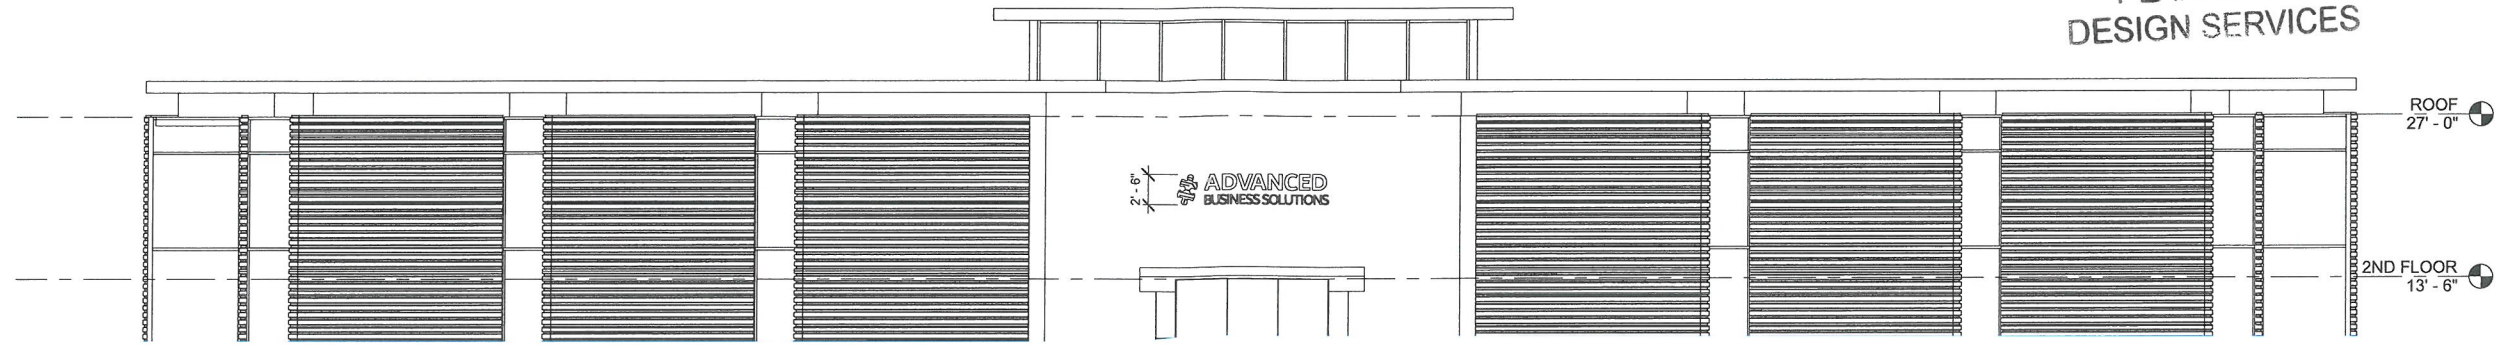 DESIGN SERVICES
ROOF
27' - 0"
2' - 6"
ADVANCED
BUSINESS SOLUTIONS
2ND FLOOR
13' - 6"